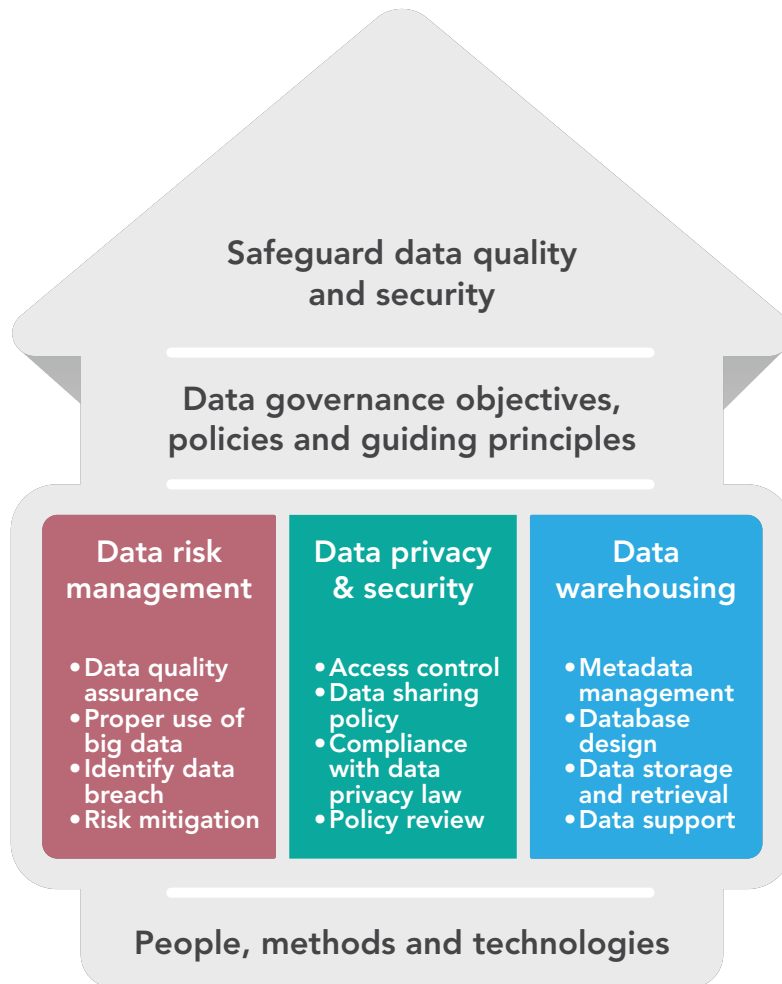 Safeguard data quality
and security
Data governance objectives,
policies and guiding principles
Data risk
management
• Data quality
assurance
• Proper use of
big data
• Identify data
breach
• Risk mitigation
Data privacy
& security
• Access control
• Data sharing
policy
• Compliance
with data
privacy law
• Policy review
Data
warehousing
• Metadata
management
• Database
design
• Data storage
and retrieval
• Data support
People, methods and technologies